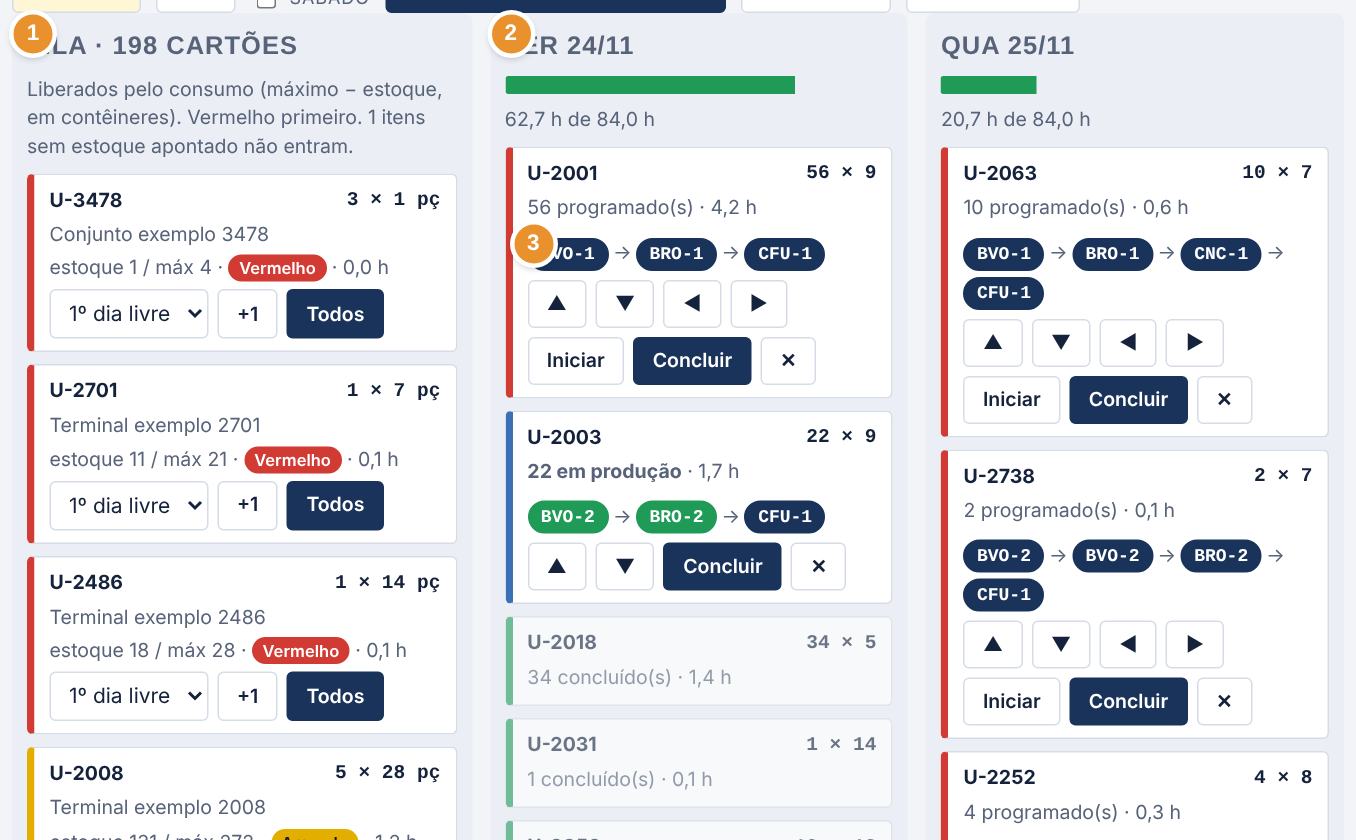 SÁBADO
1
LA · 198 CARTÕES
Liberados pelo consumo (máximo – estoque,
em contêineres). Vermelho primeiro. 1 itens
sem estoque apontado não entram.
U-3478 3 × 1 pç
Conjunto exemplo 3478
estoque 1 / máx 4 · Vermelho · 0,0 h
1º dia livre +1 Todos
U-2701 1 × 7 pç
Terminal exemplo 2701
estoque 11 / máx 21 · Vermelho · 0,1 h
1º dia livre +1 Todos
U-2486 1 × 14 pç
Terminal exemplo 2486
estoque 18 / máx 28 · Vermelho · 0,1 h
1º dia livre +1 Todos
U-2008 5 × 28 pç
Terminal exemplo 2008
2
ER 24/11
62,7 h de 84,0 h
U-2001 56 × 9
56 programado(s) · 4,2 h
3
VO-1 → BRO-1 → CFU-1
▲ ▼ ◀ ▶
Iniciar Concluir ✕
U-2003 22 × 9
22 em produção · 1,7 h
BVO-2 → BRO-2 → CFU-1
▲ ▼ Concluir ✕
U-2018 34 × 5
34 concluído(s) · 1,4 h
U-2031 1 × 14
1 concluído(s) · 0,1 h
QUA 25/11
20,7 h de 84,0 h
U-2063 10 × 7
10 programado(s) · 0,6 h
BVO-1 → BRO-1 → CNC-1 →
CFU-1
▲ ▼ ◀ ▶
Iniciar Concluir ✕
U-2738 2 × 7
2 programado(s) · 0,1 h
BVO-2 → BVO-2 → BRO-2 →
CFU-1
▲ ▼ ◀ ▶
Iniciar Concluir ✕
U-2252 4 × 8
4 programado(s) · 0,3 h